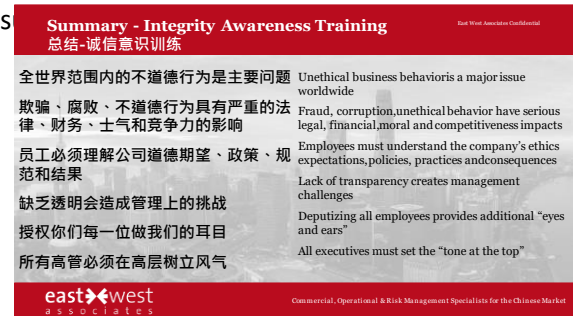 s
Summary - Integrity Awareness Training
East West Associates Confidential
总结-诚信意识训练
全世界范围内的不道德行为是主要问题
欺骗、腐败、不道德行为具有严重的法
律、财务、士气和竞争力的影响
员工必须理解公司道德期望、政策、规
范和结果
缺乏透明会造成管理上的挑战
授权你们每一位做我们的耳目
所有高管必须在高层树立风气
Unethical business behavioris a major issue
worldwide
Fraud, corruption,unethical behavior have serious
legal, financial,moral and competitiveness impacts
Employees must understand the company's ethics
expectations,policies, practices andconsequences
Lack of transparency creates management
challenges
Deputizing all employees provides additional “eyes
and ears”
All executives must set the “tone at the top”
east west
associates
Commercial, Operational & Risk Management Specialists for the Chinese Market